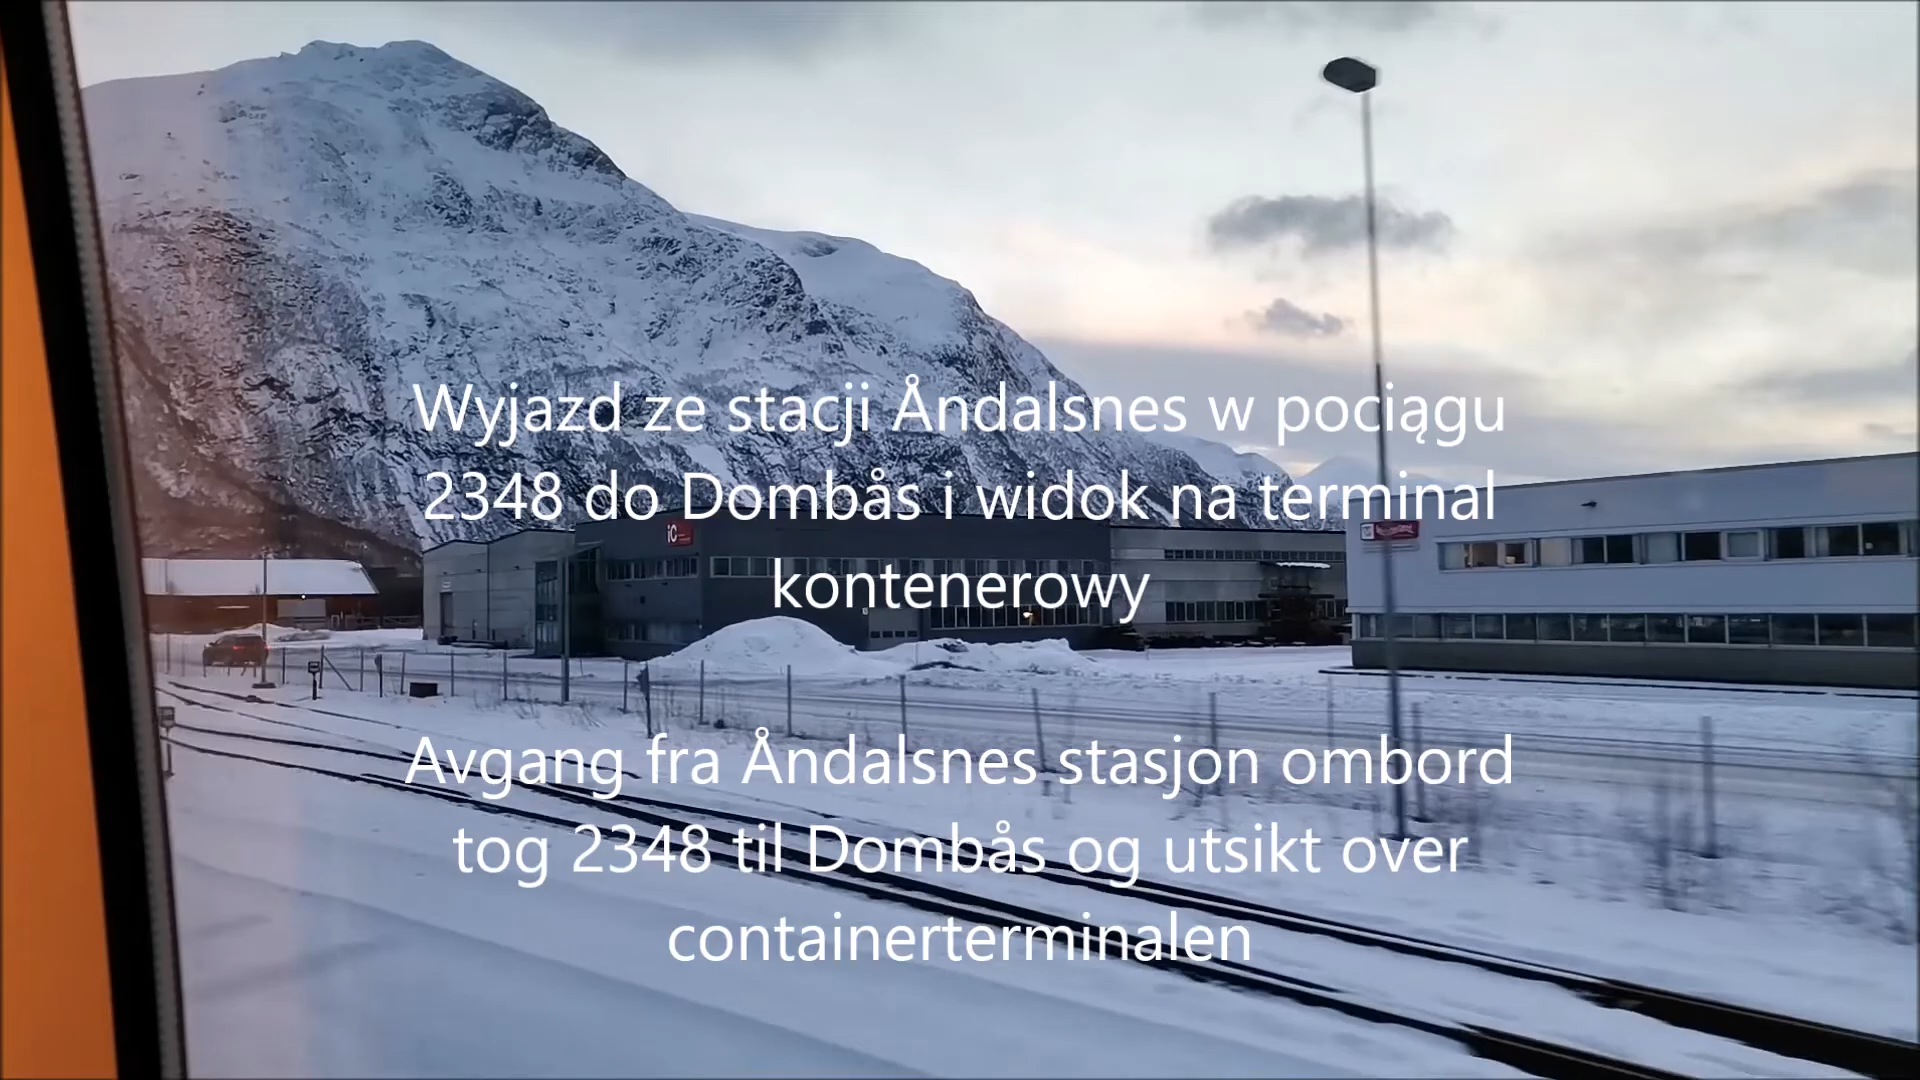 Wyjazd ze stacji Åndalsnes w pociągu
2348 do Dombås i widok na terminal
kontenerowy
Avgang fra Åndalsnes stasjon ombord
tog 2348 til Dombås og utsikt over
containerterminalen
iC